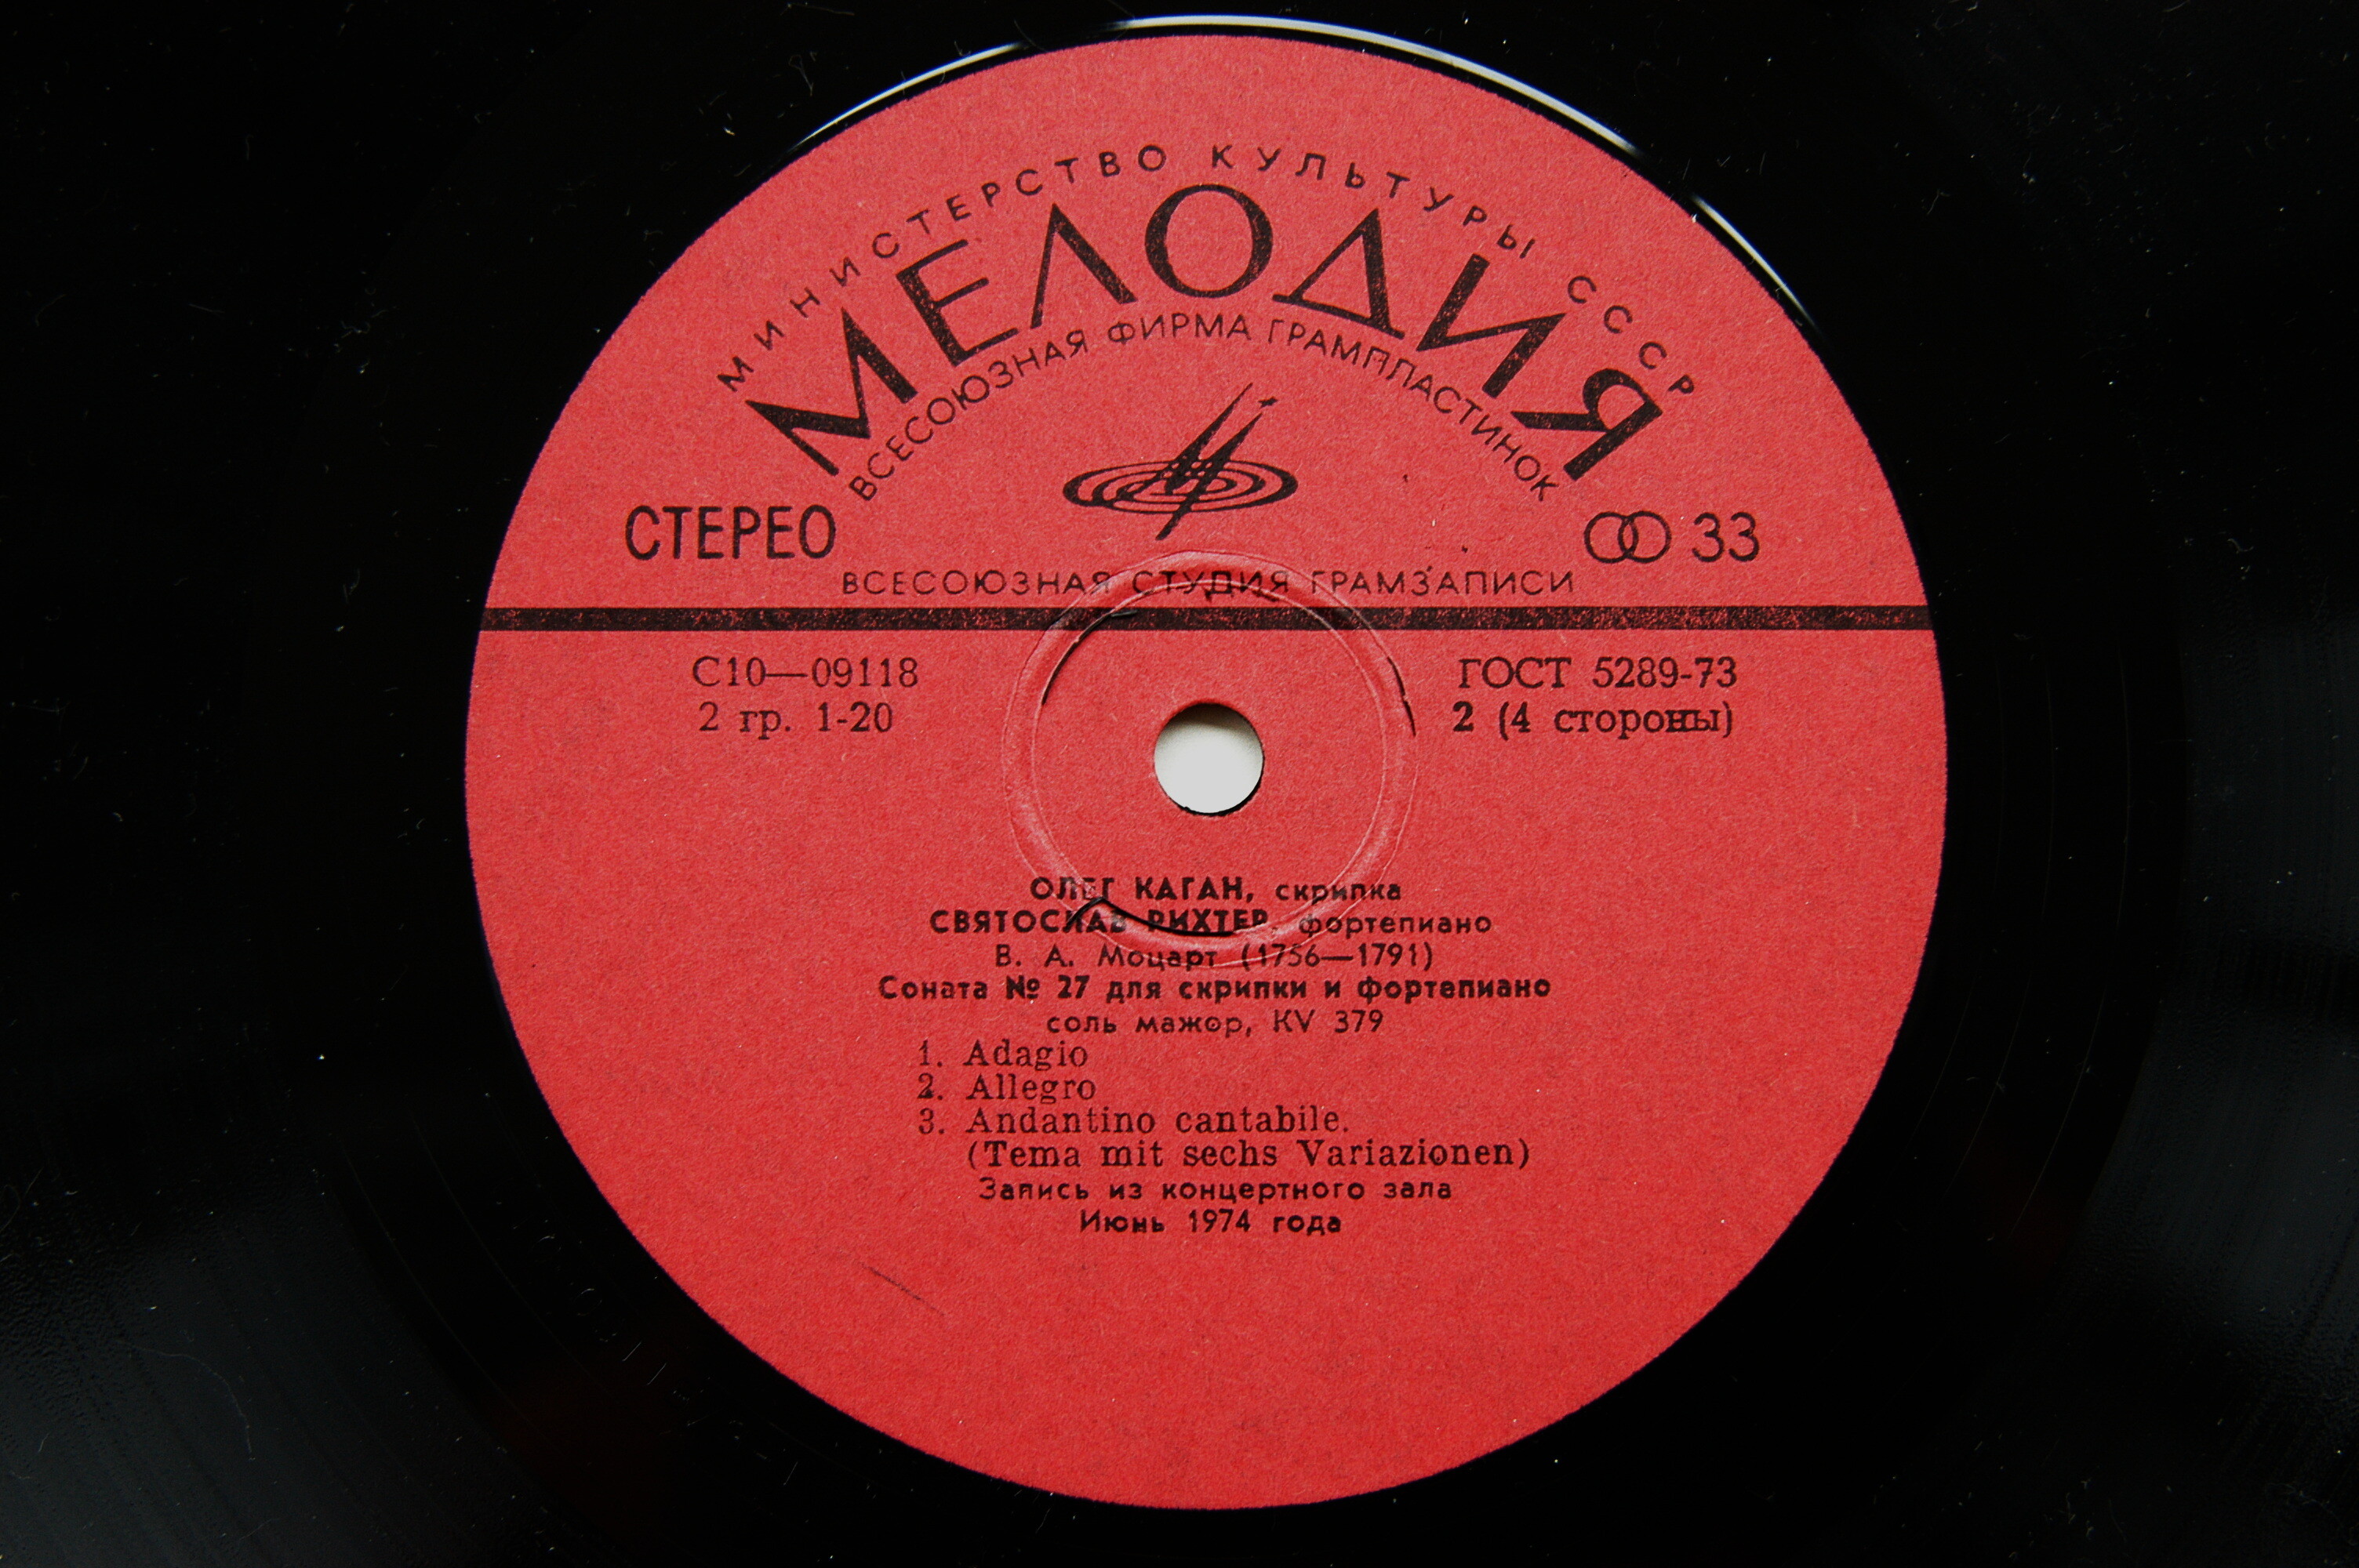 МИНИСТЕРСТВО КУЛЬТУРЫ СССР
МЕЛОДИЯ
ВСЕСОЮЗНАЯ ФИРМА ГРАМПЛАСТИНОК
СТЕРЕО
33
ВСЕСОЮЗНАЯ СТУДИЯ ГРАМЗАПИСИ
С10—09118
ГОСТ 5289-73
2 гр. 1-20
2 (4 стороны)
ОЛЕГ КАГАН, скрипка
СВЯТОСЛАВ РИХТЕР, фортепиано
В. А. Моцарт (1756—1791)
Соната № 27 для скрипки и фортепиано
соль мажор, KV 379
1. Adagio
2. Allegro
3. Andantino cantabile.
(Tema mit sechs Variazionen)
Запись из концертного зала
Июнь 1974 года